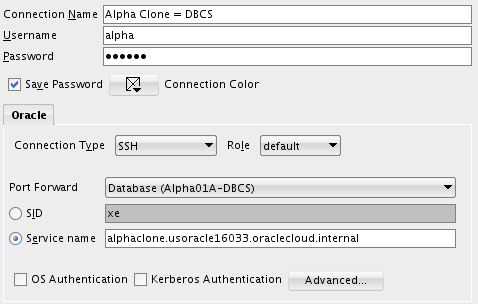 Connection Name Alpha Clone = DBCS
Username alpha
Password ●●●●●●
Save Password Connection Color
Oracle
Connection Type SSH Role default
Port Forward Database (Alpha01A-DBCS)
SID xe
Service name alphaclone.usoracle16033.oraclecloud.internal
OS Authentication Kerberos Authentication Advanced...